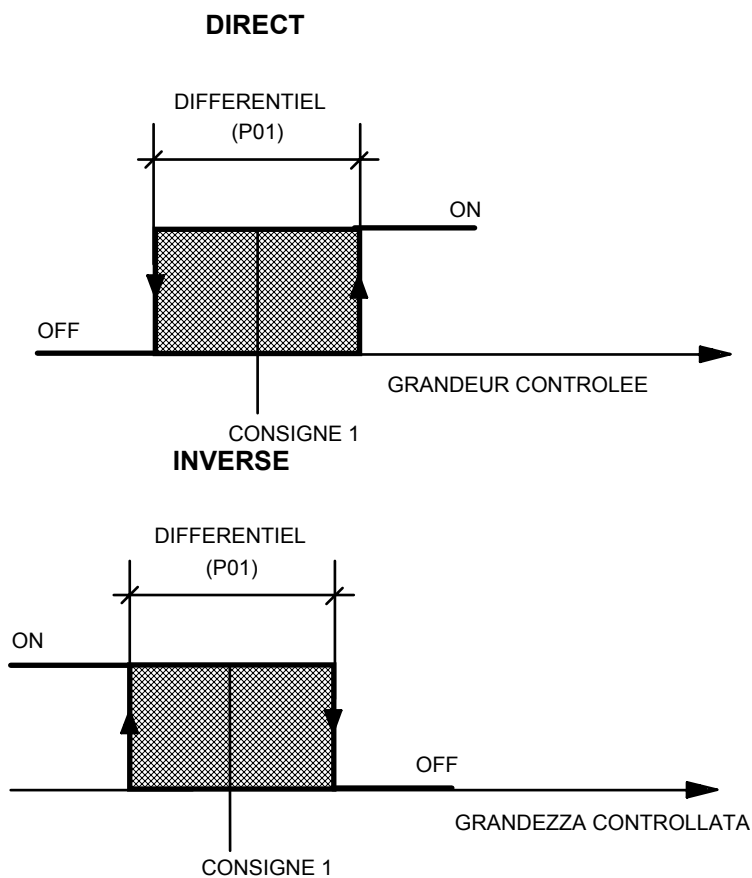 DIRECT
DIFFERENTIEL
(P01)
ON
OFF
GRANDEUR CONTROLEE
CONSIGNE 1
INVERSE
DIFFERENTIEL
(P01)
ON
OFF
GRANDEZZA CONTROLLATA
CONSIGNE 1